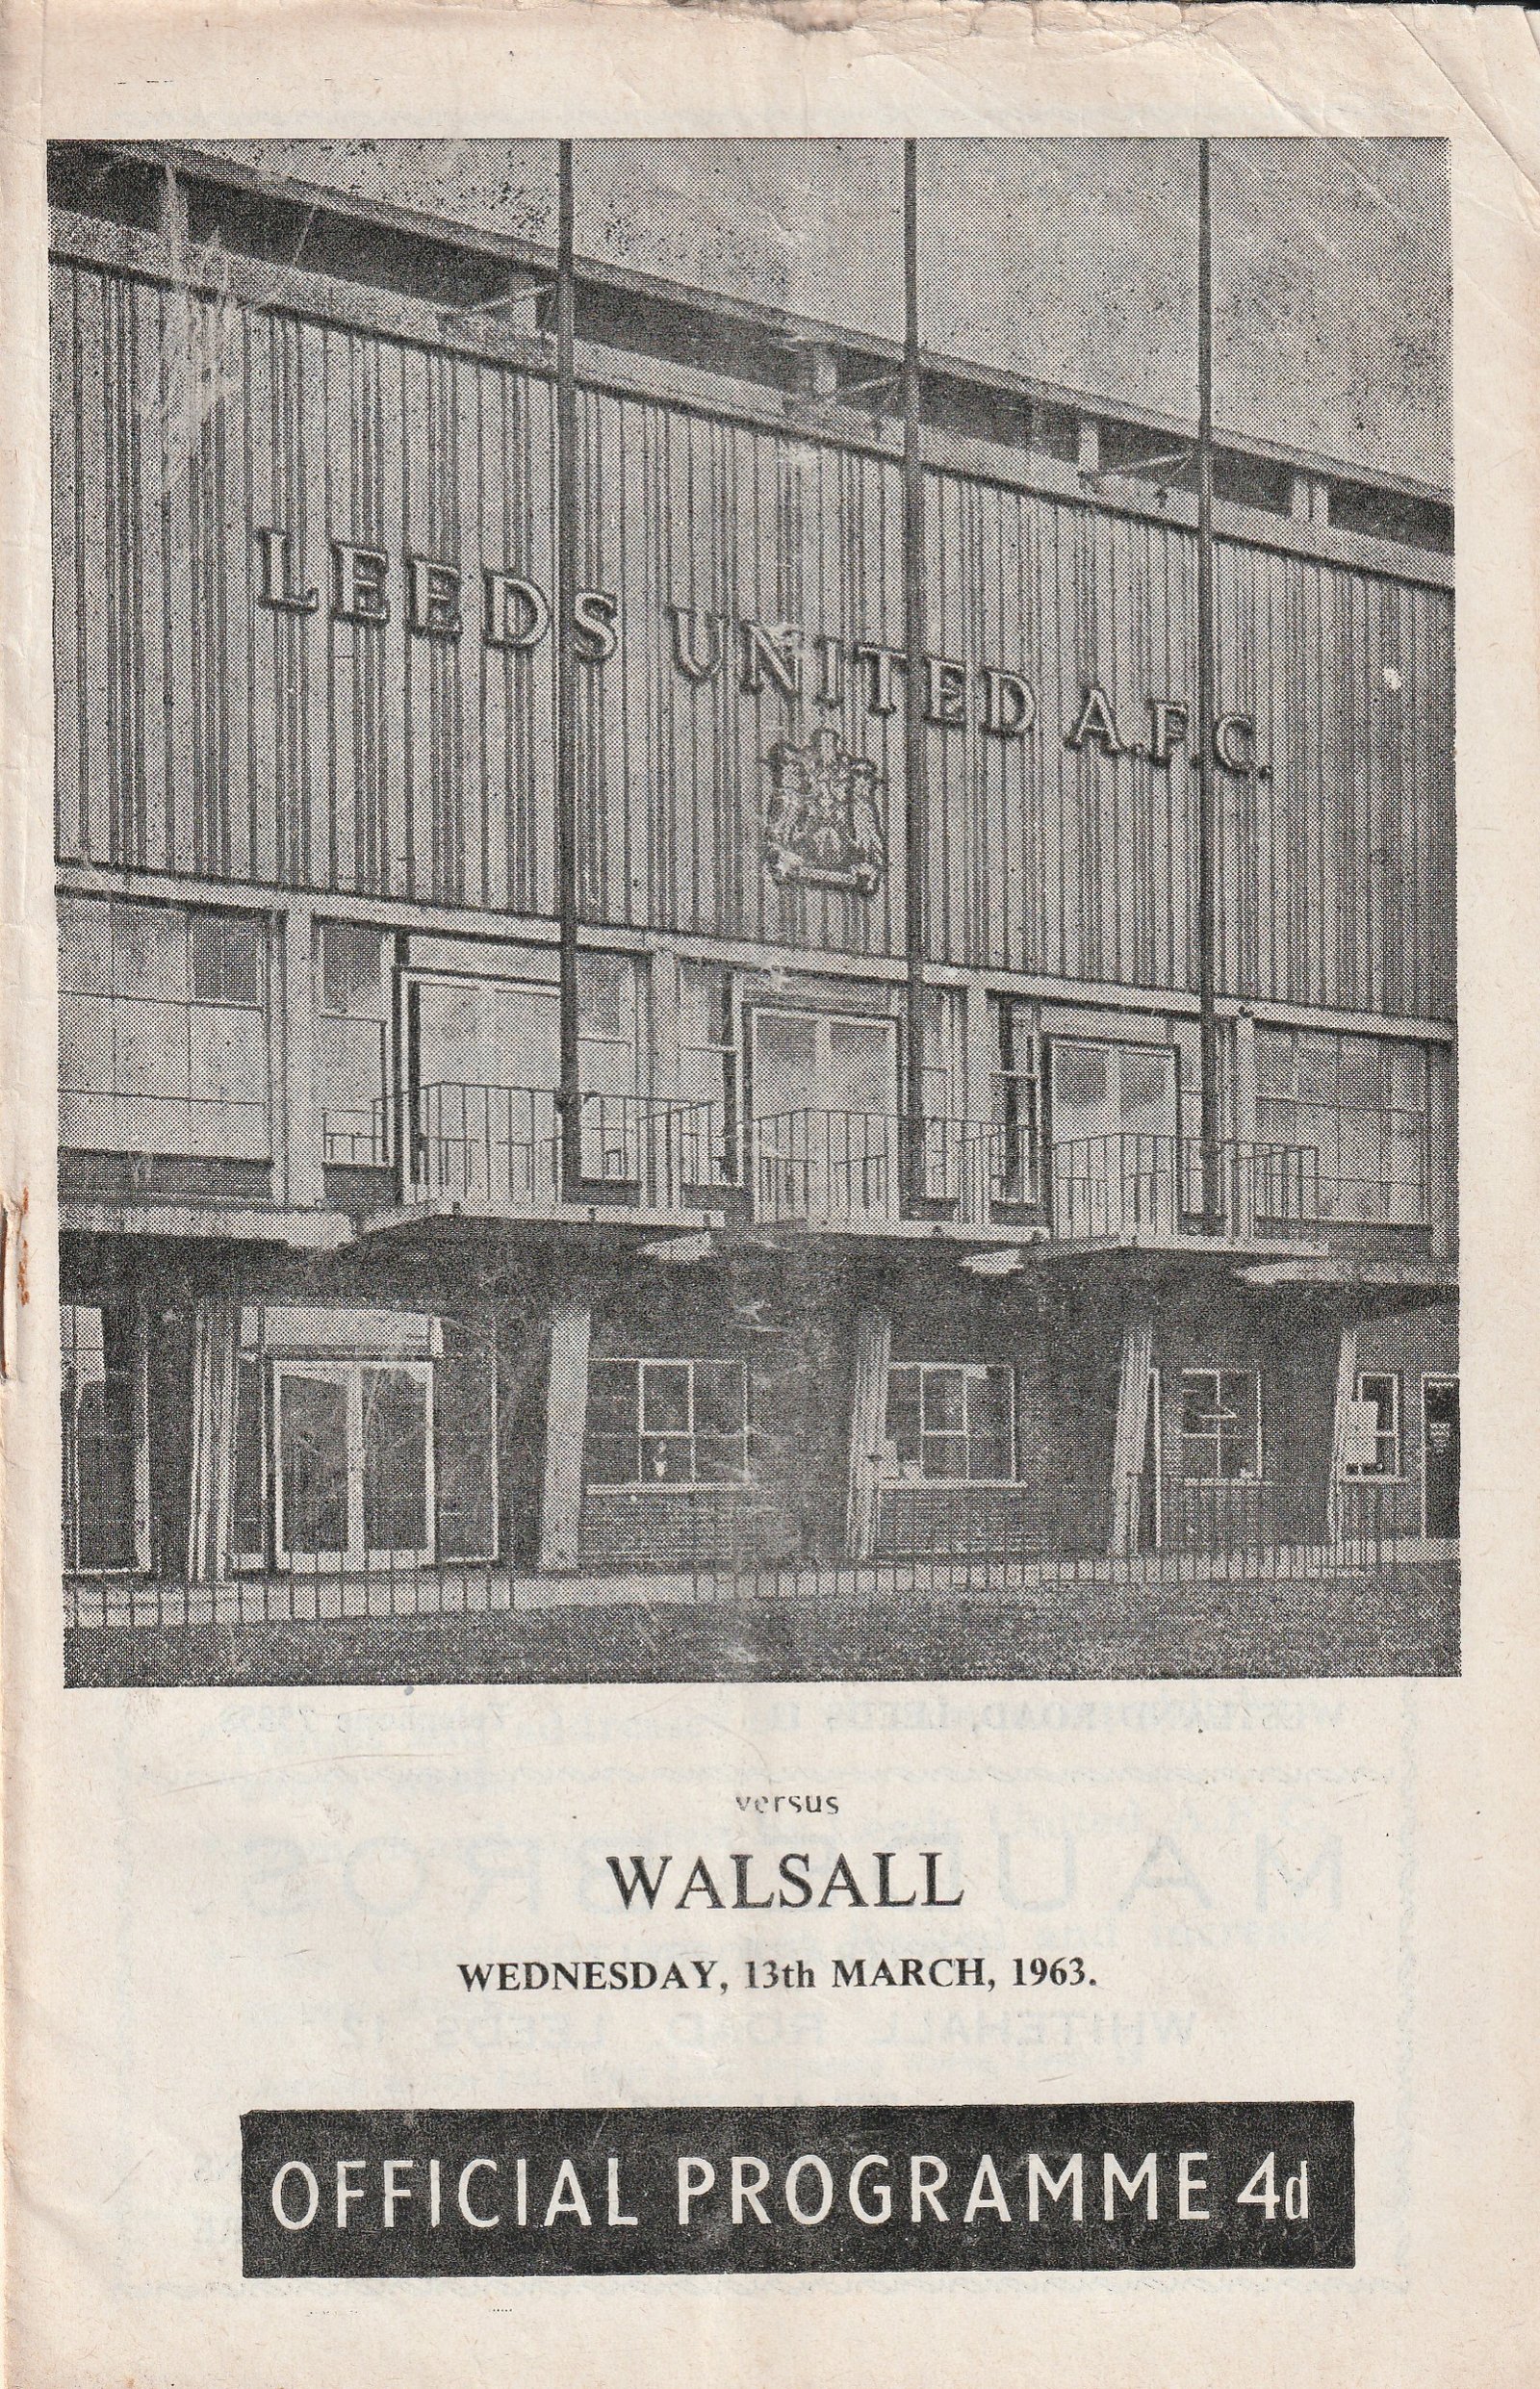 LEEDS UNITED A.F.C.
versus
WALSALL
WEDNESDAY, 13th MARCH, 1963.
OFFICIAL PROGRAMME 4d